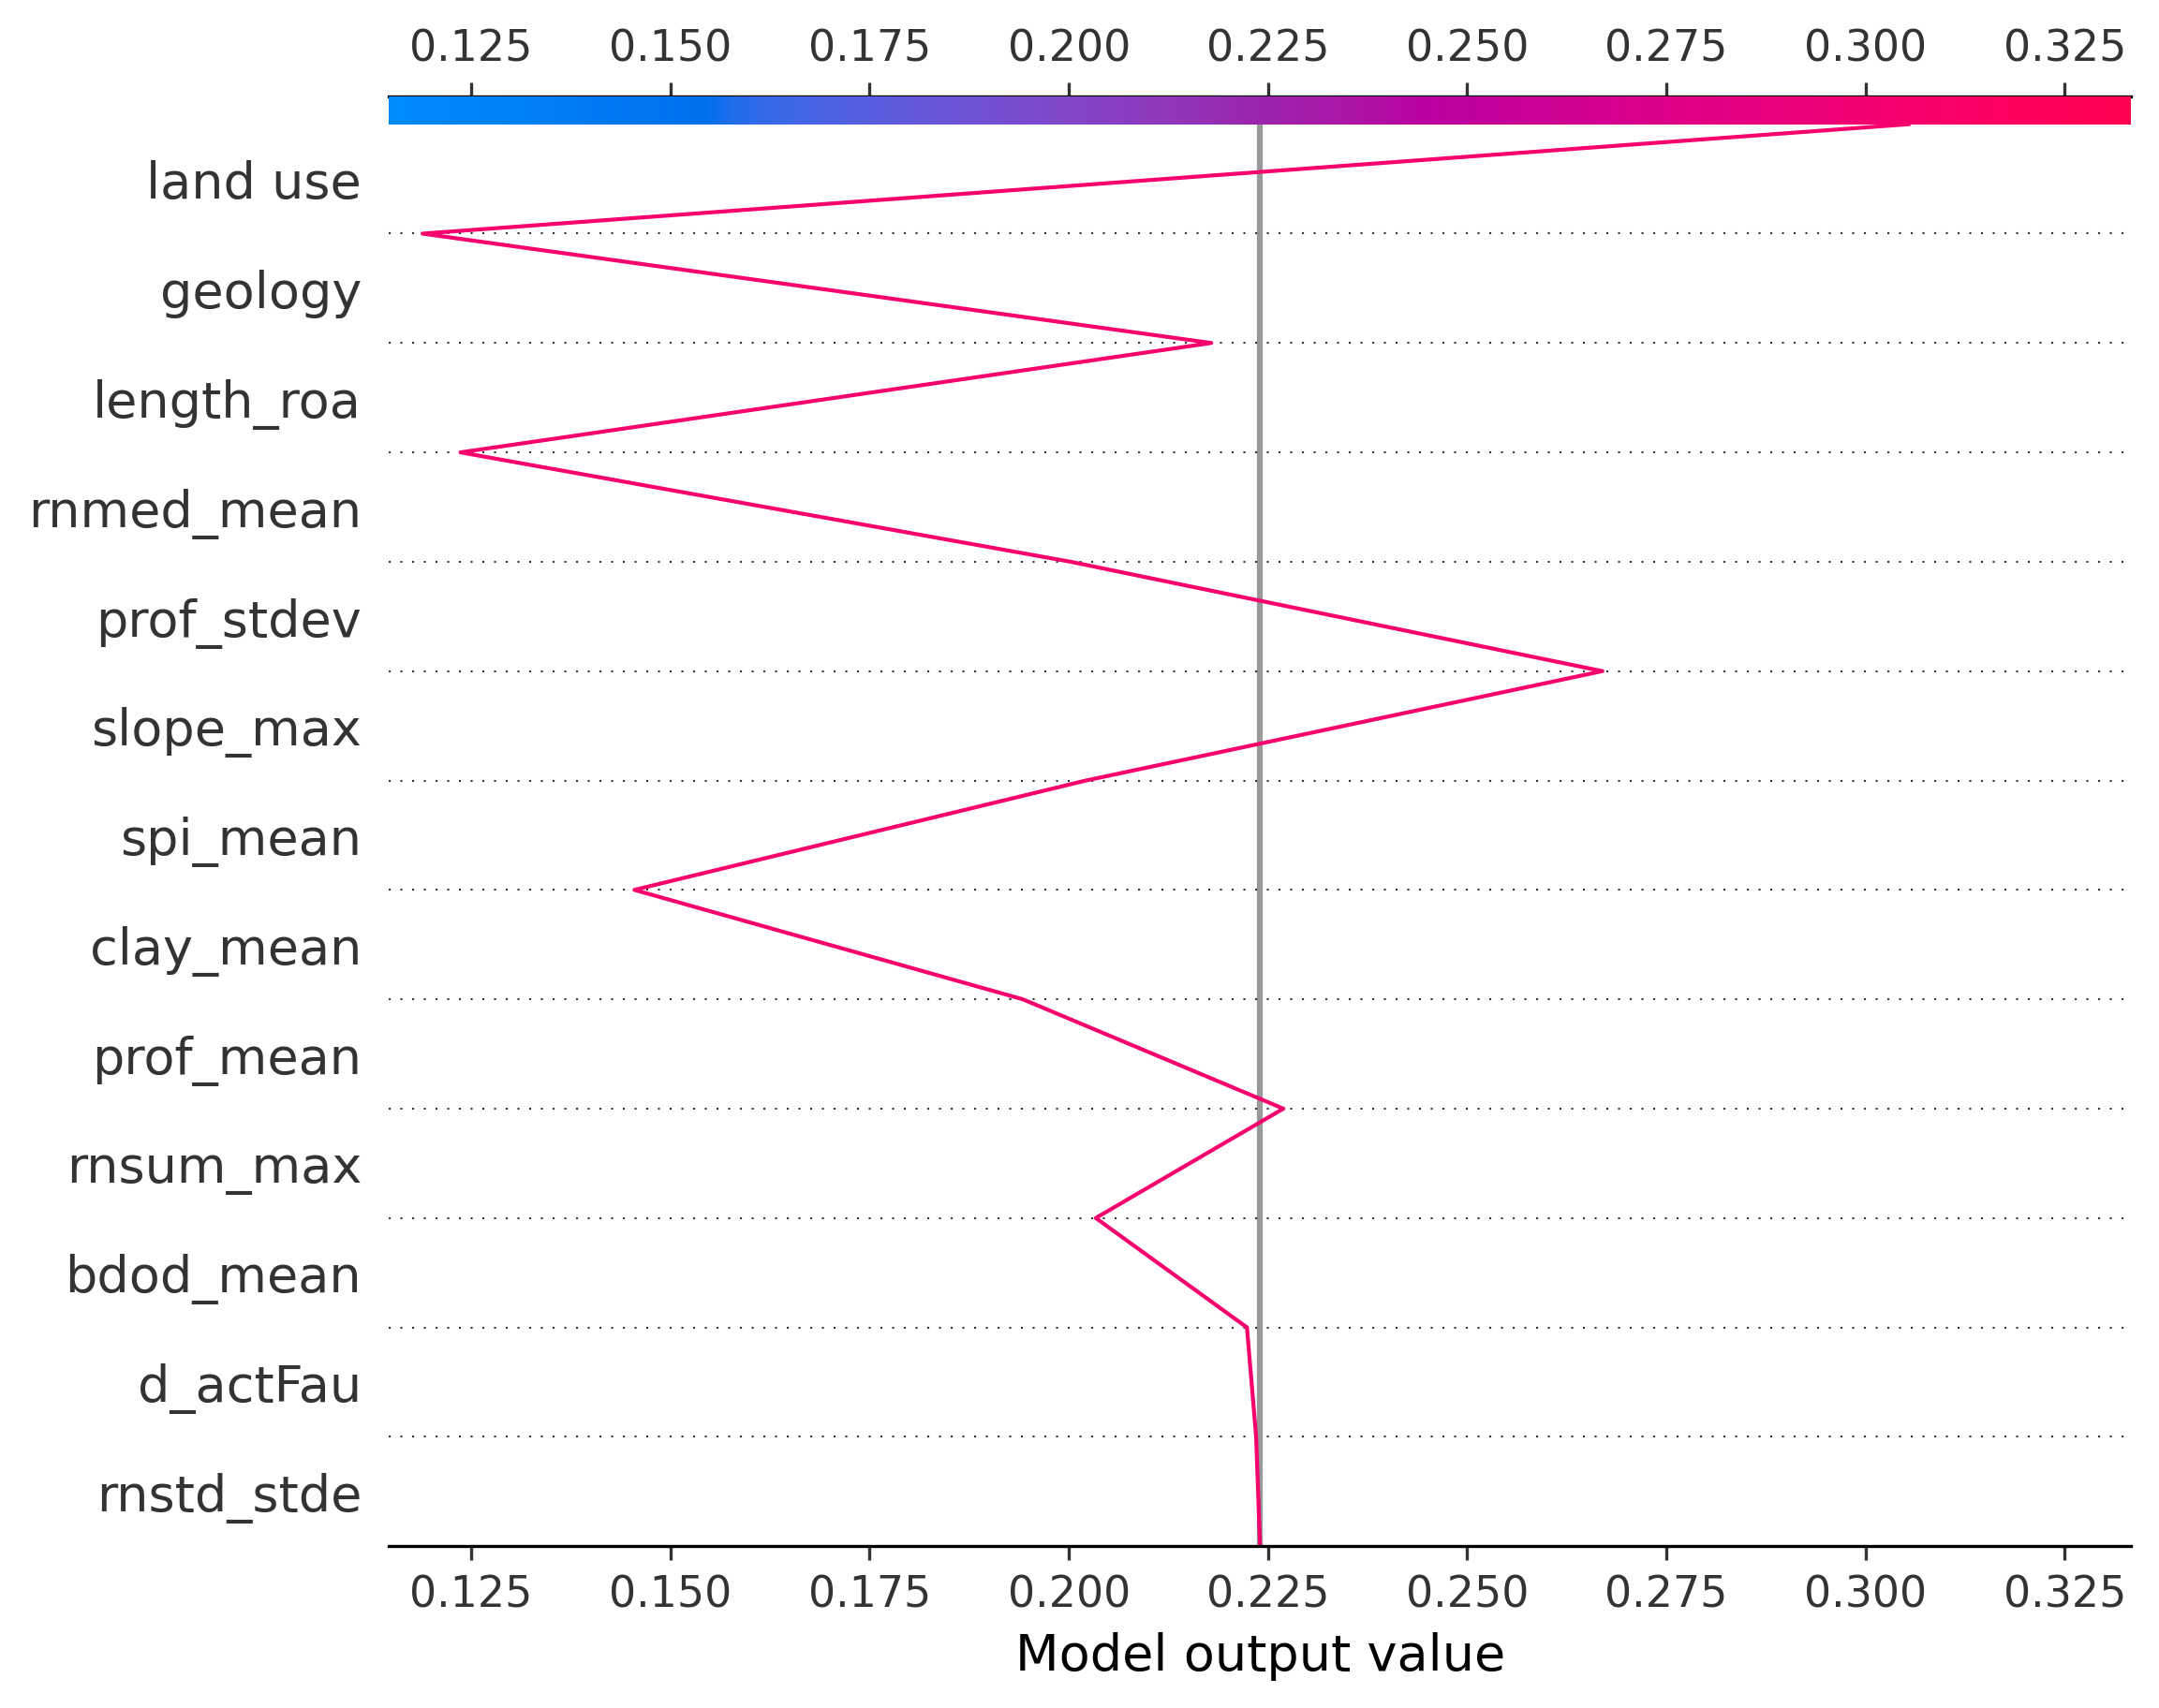 0.125 0.150 0.175 0.200 0.225 0.250 0.275 0.300 0.325
land use
geology
length_roa
rnmed_mean
prof_stdev
slope_max
spi_mean
clay_mean
prof_mean
rnsum_max
bdod_mean
d_actFau
rnstd_stde
0.125 0.150 0.175 0.200 0.225 0.250 0.275 0.300 0.325
Model output value